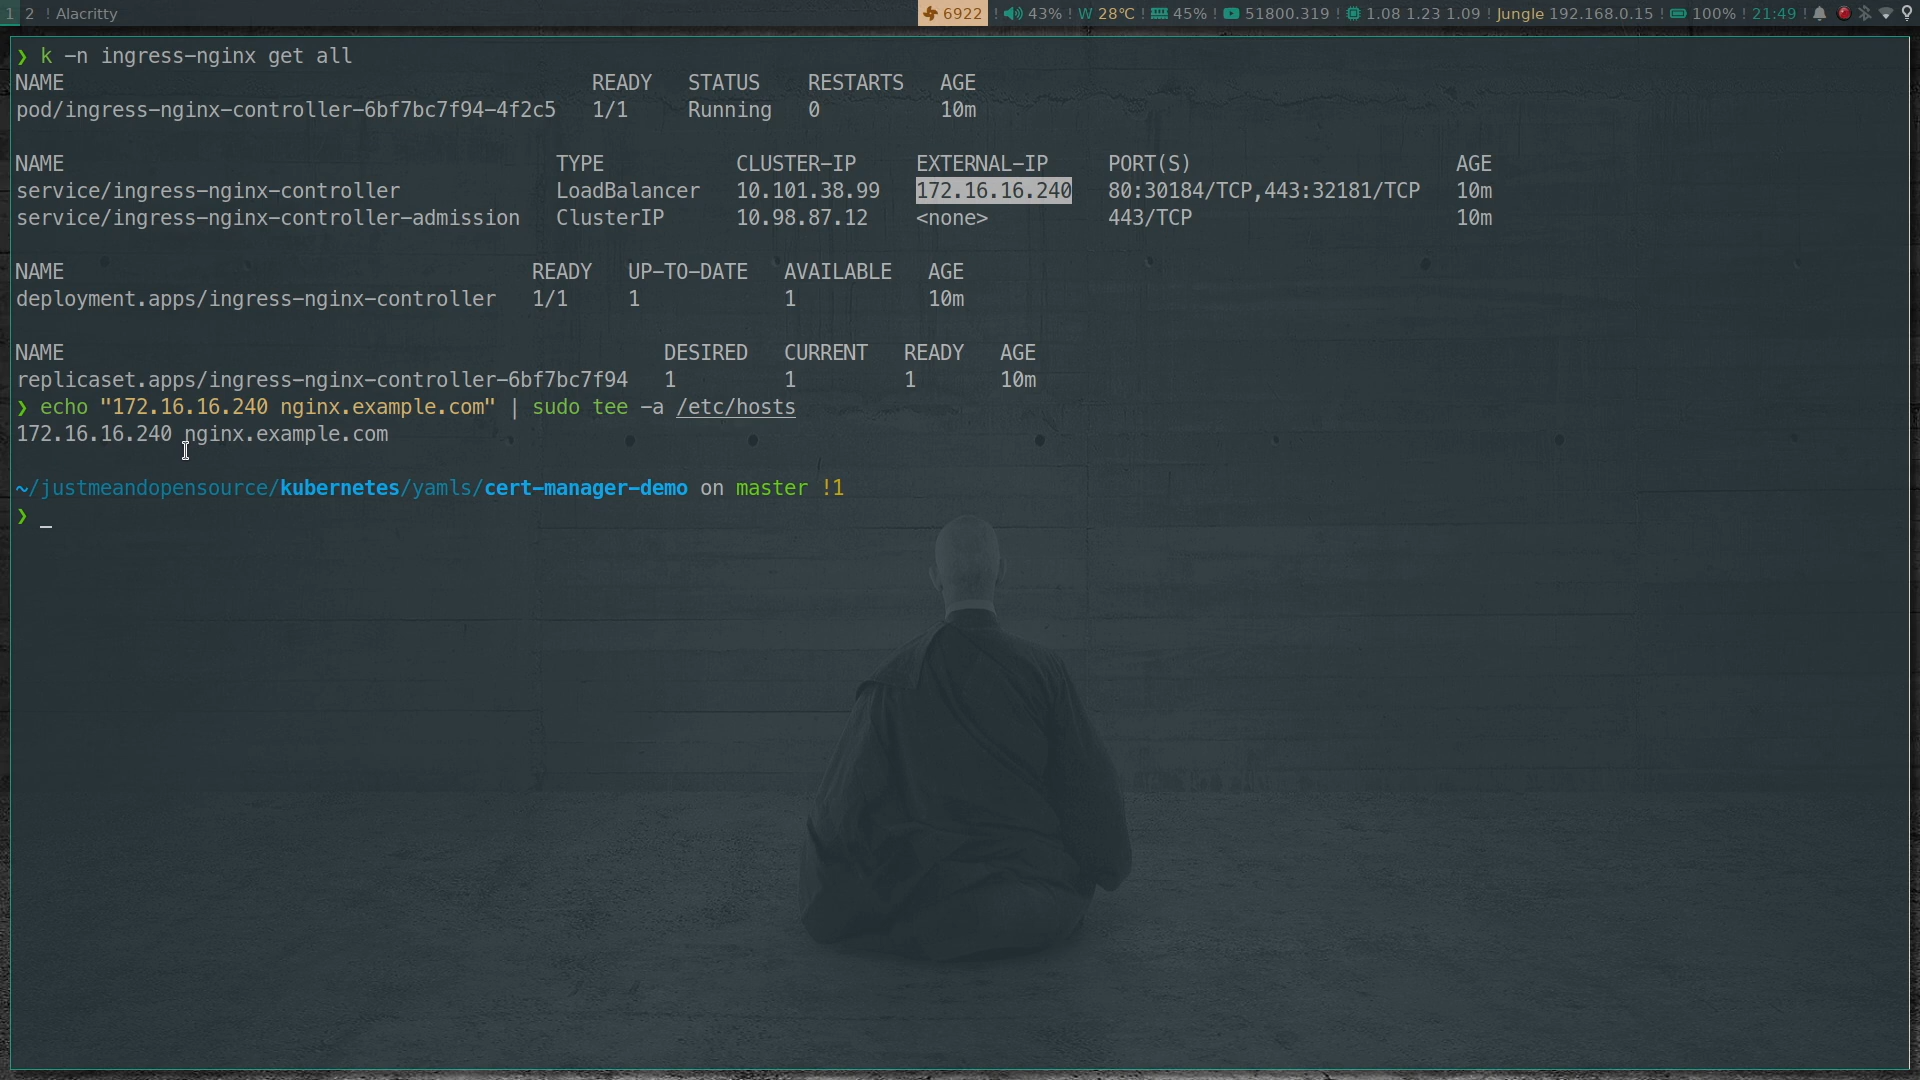 1 2 ! Alacritty 6922 ! 43% ! W 28°C ! 45% ! 51800.319 ! 1.08 1.23 1.09 ! Jungle 192.168.0.15 ! 100% ! 21:49 !
❯ k -n ingress-nginx get all
NAME READY STATUS RESTARTS AGE
pod/ingress-nginx-controller-6bf7bc7f94-4f2c5 1/1 Running 0 10m
NAME TYPE CLUSTER-IP EXTERNAL-IP PORT(S) AGE
service/ingress-nginx-controller LoadBalancer 10.101.38.99 172.16.16.240 80:30184/TCP,443:32181/TCP 10m
service/ingress-nginx-controller-admission ClusterIP 10.98.87.12 <none> 443/TCP 10m
NAME READY UP-TO-DATE AVAILABLE AGE
deployment.apps/ingress-nginx-controller 1/1 1 1 10m
NAME DESIRED CURRENT READY AGE
replicaset.apps/ingress-nginx-controller-6bf7bc7f94 1 1 1 10m
❯ echo "172.16.16.240 nginx.example.com" | sudo tee -a /etc/hosts
172.16.16.240 nginx.example.com
~/justmeandopensource/kubernetes/yamls/cert-manager-demo on master !1
❯ _